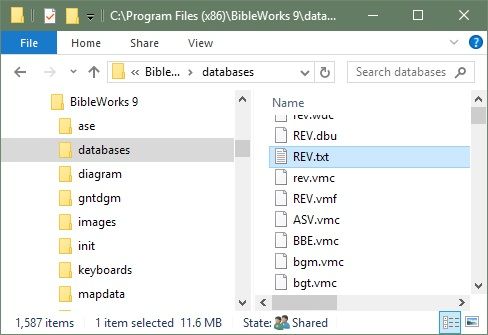 C:\Program Files (x86)\BibleWorks 9\data...
File Home Share View
« Bible... > databases
Search databases
BibleWorks 9
ase
databases
diagram
gntdgm
images
init
keyboards
mapdata
Name
REV.dbu
REV.txt
rev.vmc
REV.vmf
ASV.vmc
BBE.vmc
bgm.vmc
bgt.vmc
1,587 items 1 item selected 11.6 MB State: Shared